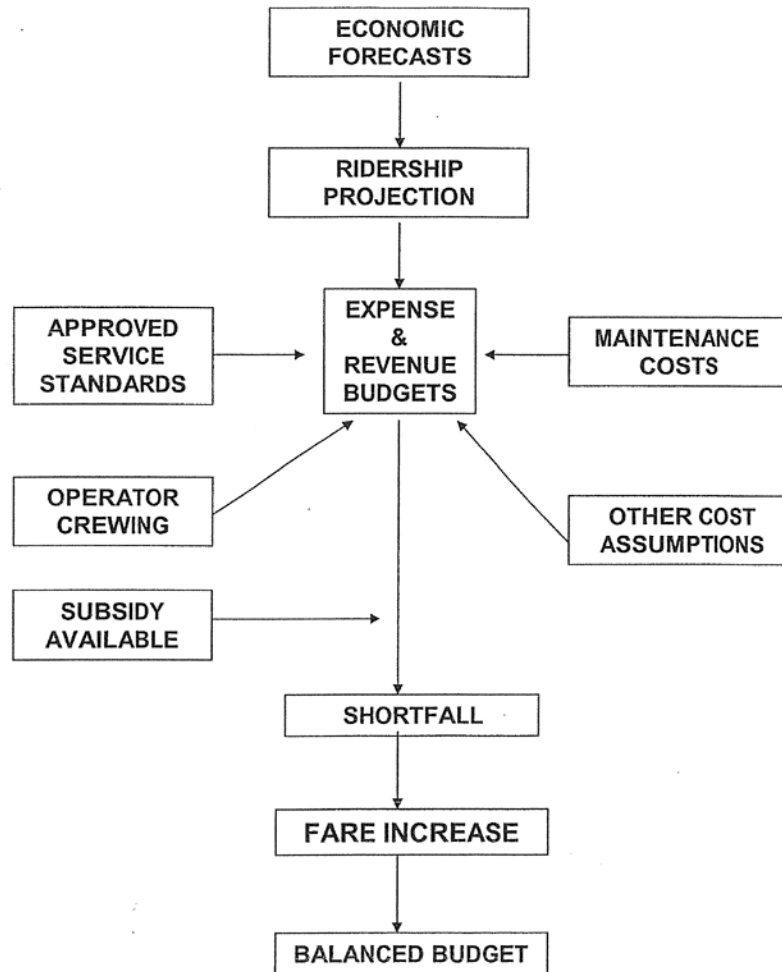 ECONOMIC
FORECASTS
RIDERSHIP
PROJECTION
APPROVED
SERVICE
STANDARDS
EXPENSE
&
REVENUE
BUDGETS
MAINTENANCE
COSTS
OPERATOR
CREWING
OTHER COST
ASSUMPTIONS
SUBSIDY
AVAILABLE
SHORTFALL
FARE INCREASE
BALANCED BUDGET